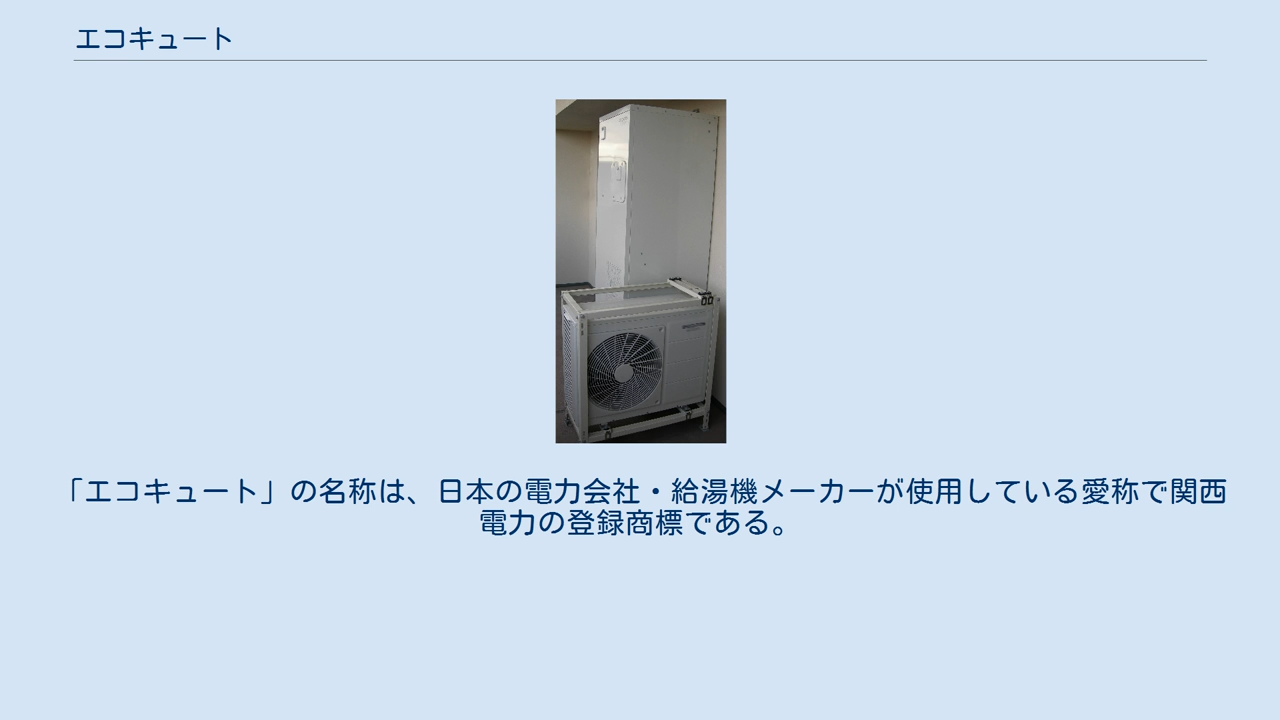 エコキュート
「エコキュート」の名称は、日本の電力会社・給湯機メーカーが使用している愛称で関西
電力の登録商標である。